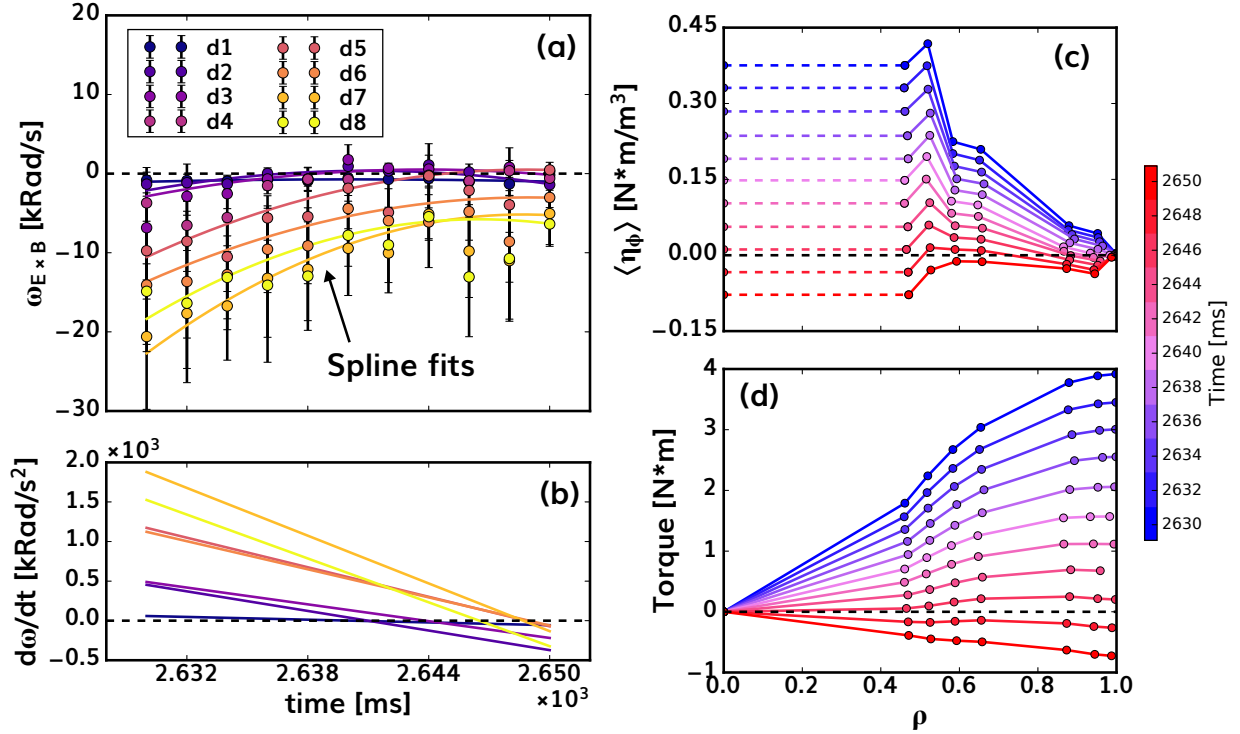 20
10
0
−10
−20
−30
ω_E × B [kRad/s]
(a)
d1
d2
d3
d4
d5
d6
d7
d8
Spline fits
×10³
2.0
1.5
1.0
0.5
0.0
−0.5
dω/dt [kRad/s²]
(b)
2.632
2.638
2.644
2.650
time [ms]
×10³
0.45
0.30
0.15
0.00
−0.15
⟨η_ϕ⟩ [N*m/m³]
(c)
4
3
2
1
0
−1
Torque [N*m]
(d)
0.0
0.2
0.4
0.6
0.8
1.0
ρ
2650
2648
2646
2644
2642
2640
2638
2636
2634
2632
2630
Time [ms]